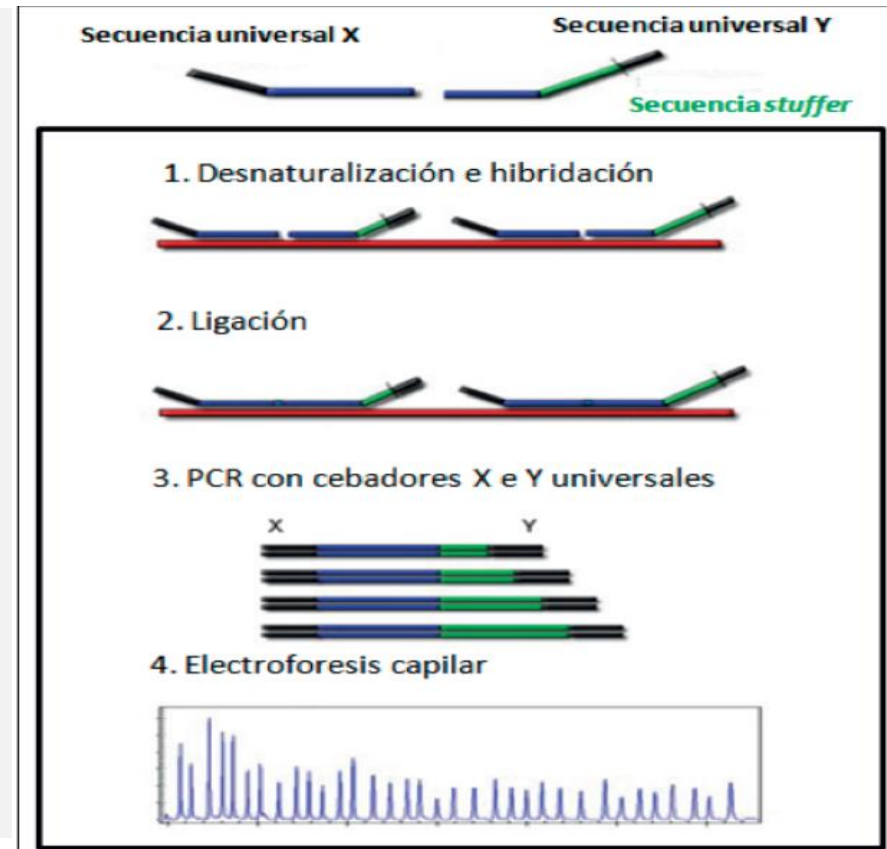 Secuencia universal X
Secuencia universal Y
Secuencia stuffer
1. Desnaturalización e hibridación
2. Ligación
3. PCR con cebadores X e Y universales
X Y
4. Electroforesis capilar